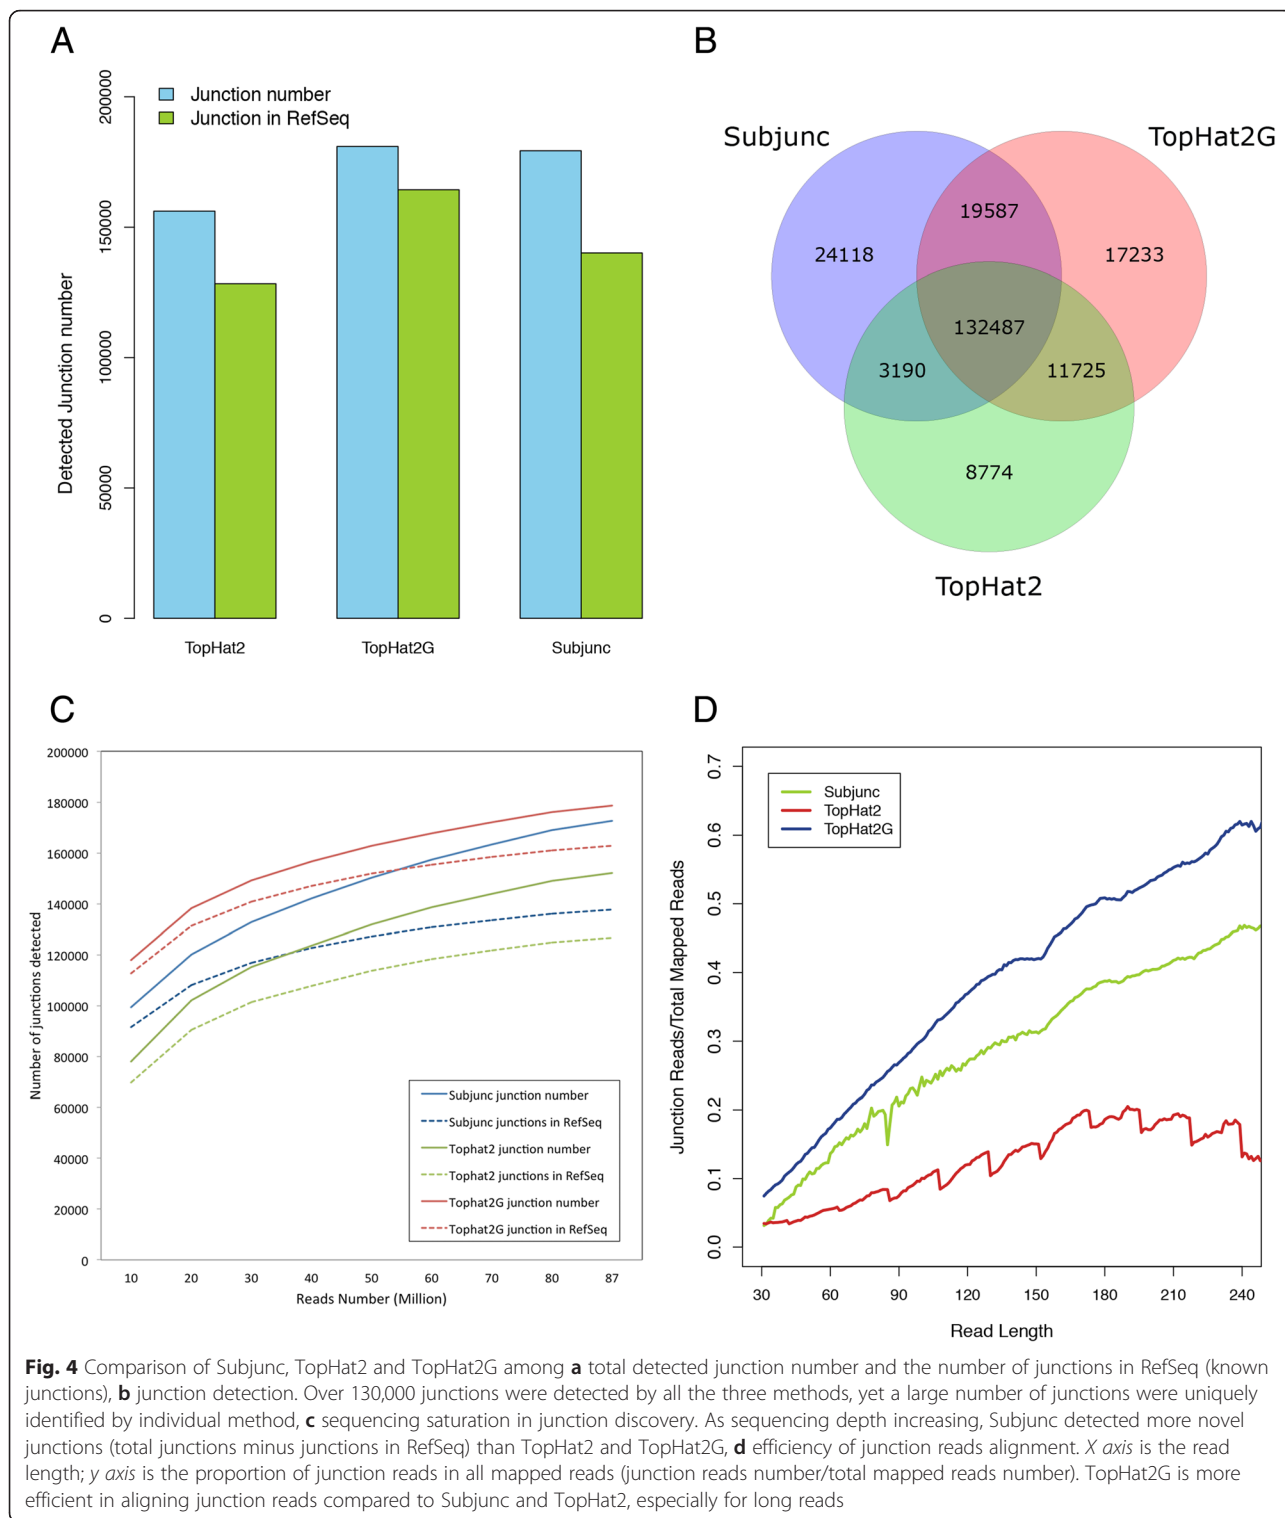 A
Detected Junction number
200000
150000
100000
50000
0
Junction number
Junction in RefSeq
TopHat2
TopHat2G
Subjunc
B
Subjunc
TopHat2G
19587
24118
17233
132487
3190
11725
8774
TopHat2
C
Number of junctions detected
200000
180000
160000
140000
120000
100000
80000
60000
40000
20000
0
Subjunc junction number
Subjunc junctions in RefSeq
Tophat2 junction number
Tophat2 junctions in RefSeq
Tophat2G junction number
Tophat2G junction in RefSeq
10 20 30 40 50 60 70 80 87
Reads Number (Million)
D
Junction Reads/Total Mapped Reads
0.7
0.6
0.5
0.4
0.3
0.2
0.1
0.0
Subjunc
TopHat2
TopHat2G
30 60 90 120 150 180 210 240
Read Length
Fig. 4 Comparison of Subjunc, TopHat2 and TopHat2G among a total detected junction number and the number of junctions in RefSeq (known
junctions), b junction detection. Over 130,000 junctions were detected by all the three methods, yet a large number of junctions were uniquely
identified by individual method, c sequencing saturation in junction discovery. As sequencing depth increasing, Subjunc detected more novel
junctions (total junctions minus junctions in RefSeq) than TopHat2 and TopHat2G, d efficiency of junction reads alignment. X axis is the read
length; y axis is the proportion of junction reads in all mapped reads (junction reads number/total mapped reads number). TopHat2G is more
efficient in aligning junction reads compared to Subjunc and TopHat2, especially for long reads